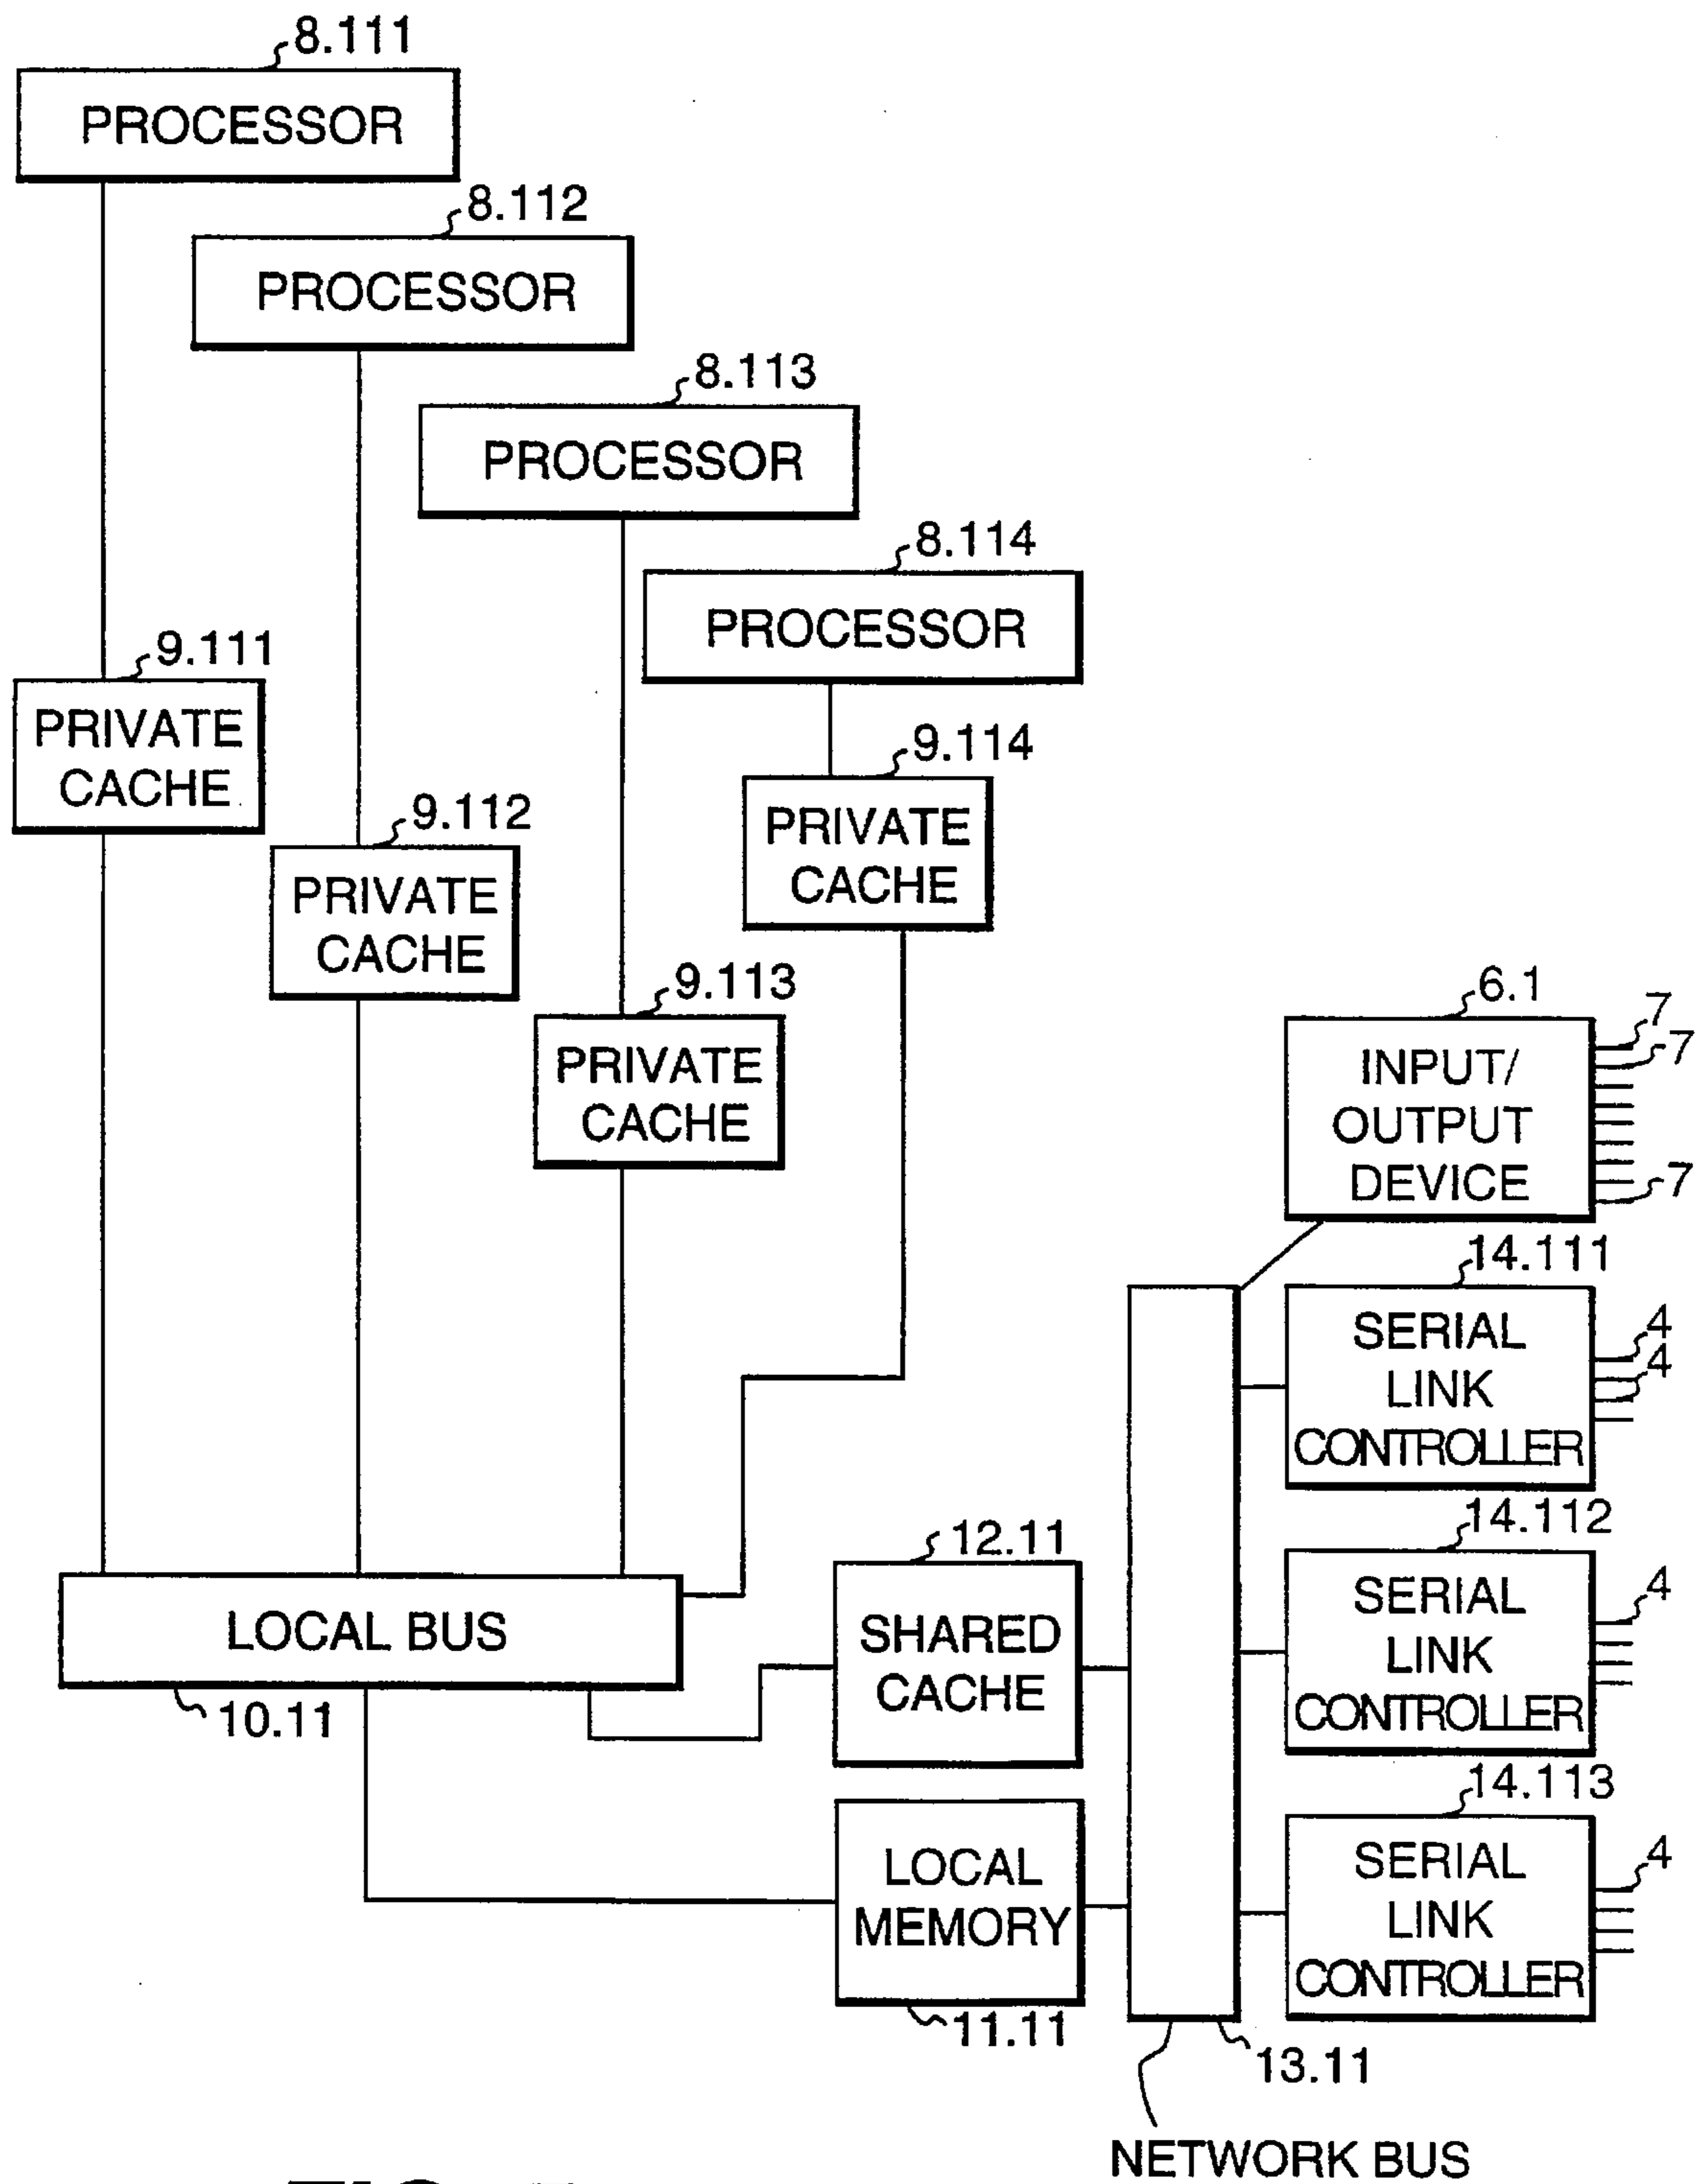 8.111
PROCESSOR
8.112
PROCESSOR
8.113
PROCESSOR
8.114
PROCESSOR
9.111
PRIVATE
CACHE
9.114
PRIVATE
CACHE
9.112
PRIVATE
CACHE
9.113
PRIVATE
CACHE
6.1
7
7
INPUT/
OUTPUT
DEVICE
7
14.111
SERIAL
LINK
CONTROLLER
4
4
14.112
SERIAL
LINK
CONTROLLER
4
12.11
SHARED
CACHE
LOCAL BUS
10.11
14.113
SERIAL
LINK
CONTROLLER
4
LOCAL
MEMORY
11.11
13.11
NETWORK BUS